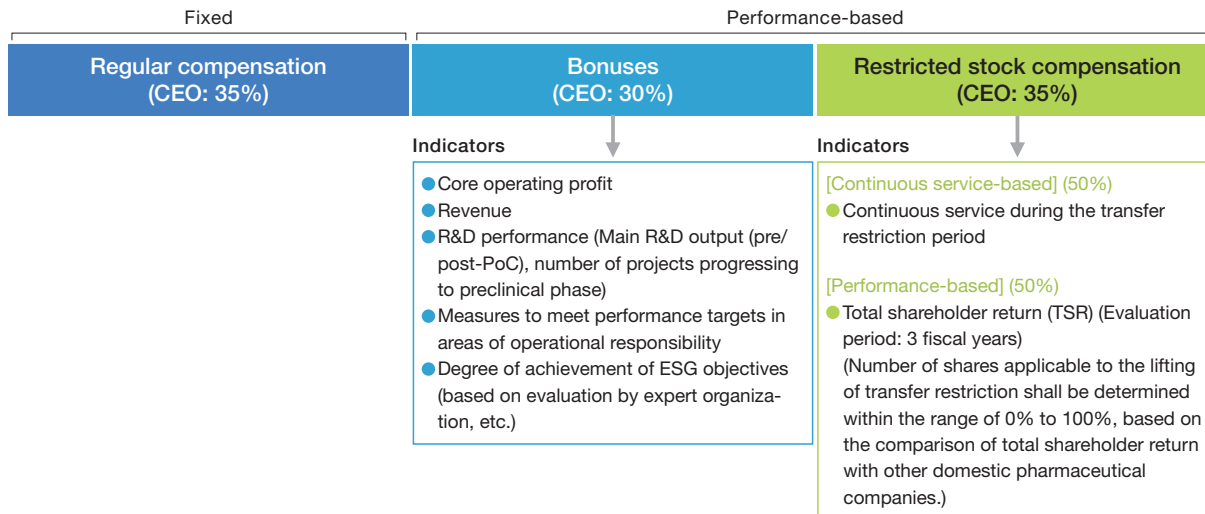 Fixed
Performance-based
Regular compensation
(CEO: 35%)
Bonuses
(CEO: 30%)
Restricted stock compensation
(CEO: 35%)
Indicators
● Core operating profit
● Revenue
● R&D performance (Main R&D output (pre/
post-PoC), number of projects progressing
to preclinical phase)
● Measures to meet performance targets in
areas of operational responsibility
● Degree of achievement of ESG objectives
(based on evaluation by expert organiza-
tion, etc.)
Indicators
[Continuous service-based] (50%)
● Continuous service during the transfer
restriction period
[Performance-based] (50%)
● Total shareholder return (TSR) (Evaluation
period: 3 fiscal years)
(Number of shares applicable to the lifting
of transfer restriction shall be determined
within the range of 0% to 100%, based on
the comparison of total shareholder return
with other domestic pharmaceutical
companies.)